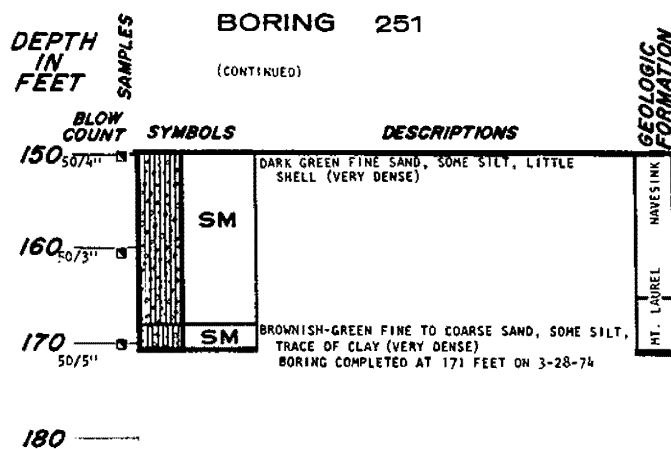 BORING 251
(CONTINUED)
DEPTH
IN
FEET
SAMPLES
GEOLOGIC
FORMATION
BLOW
COUNT
SYMBOLS
DESCRIPTIONS
150
50/4"
DARK GREEN FINE SAND, SOME SILT, LITTLE
SHELL (VERY DENSE)
NAVESINK
SM
160
50/3"
MT. LAUREL
170
50/5"
SM
BROWNISH-GREEN FINE TO COARSE SAND, SOME SILT,
TRACE OF CLAY (VERY DENSE)
BORING COMPLETED AT 171 FEET ON 3-28-74
180